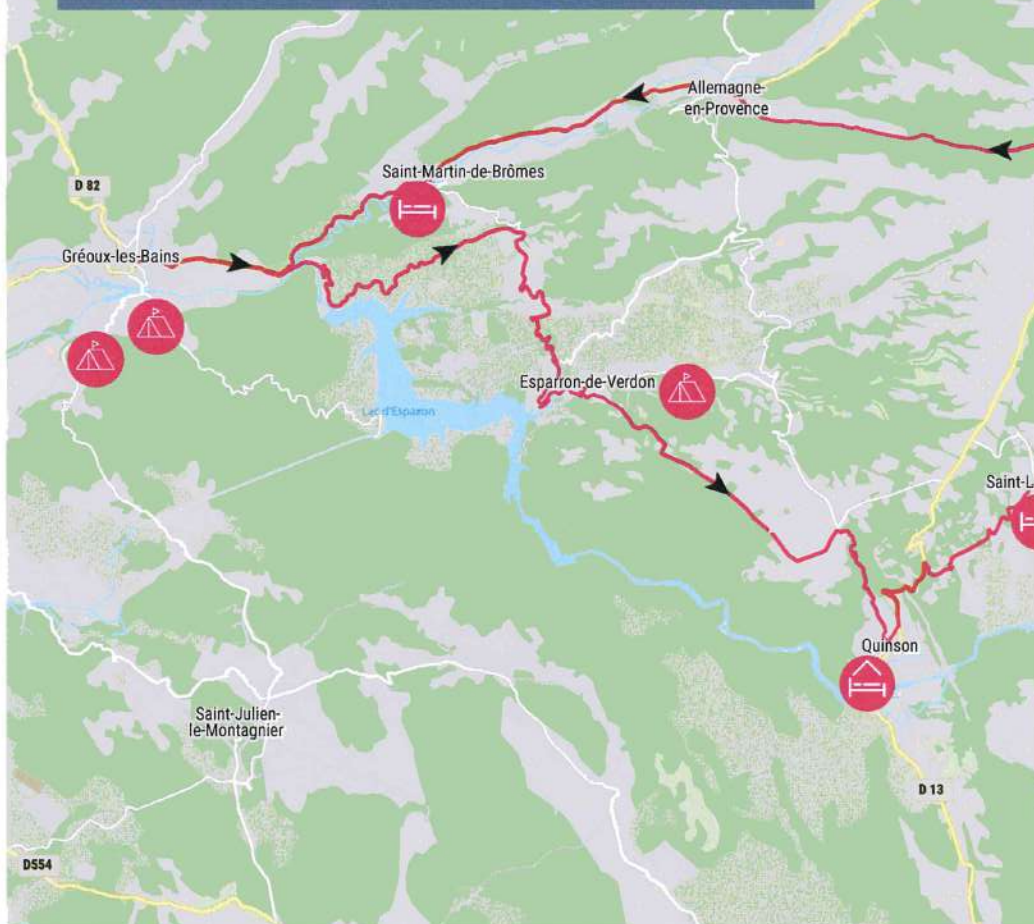 Allemagne-
en-Provence
Saint-Martin-de-Brômes
D 82
Gréoux-les-Bains
Esparron-de-Verdon
Lac d'Esparron
Saint-L
Quinson
Saint-Julien-
le-Montagnier
D 13
D554